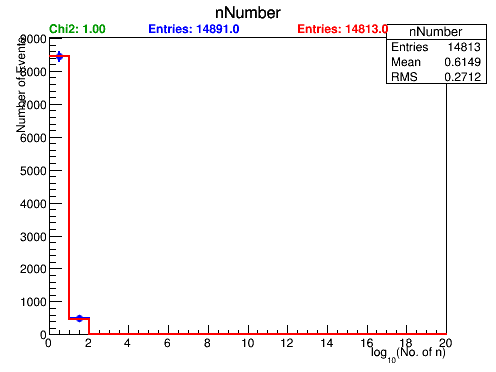 nNumber
Chi2: 1.00 Entries: 14891.0 Entries: 14813.0
nNumber
Entries 14813
Mean 0.6149
RMS 0.2712
Number of Events
9000
8000
7000
6000
5000
4000
3000
2000
1000
0
0 2 4 6 8 10 12 14 16 18 20
log10(No. of n)